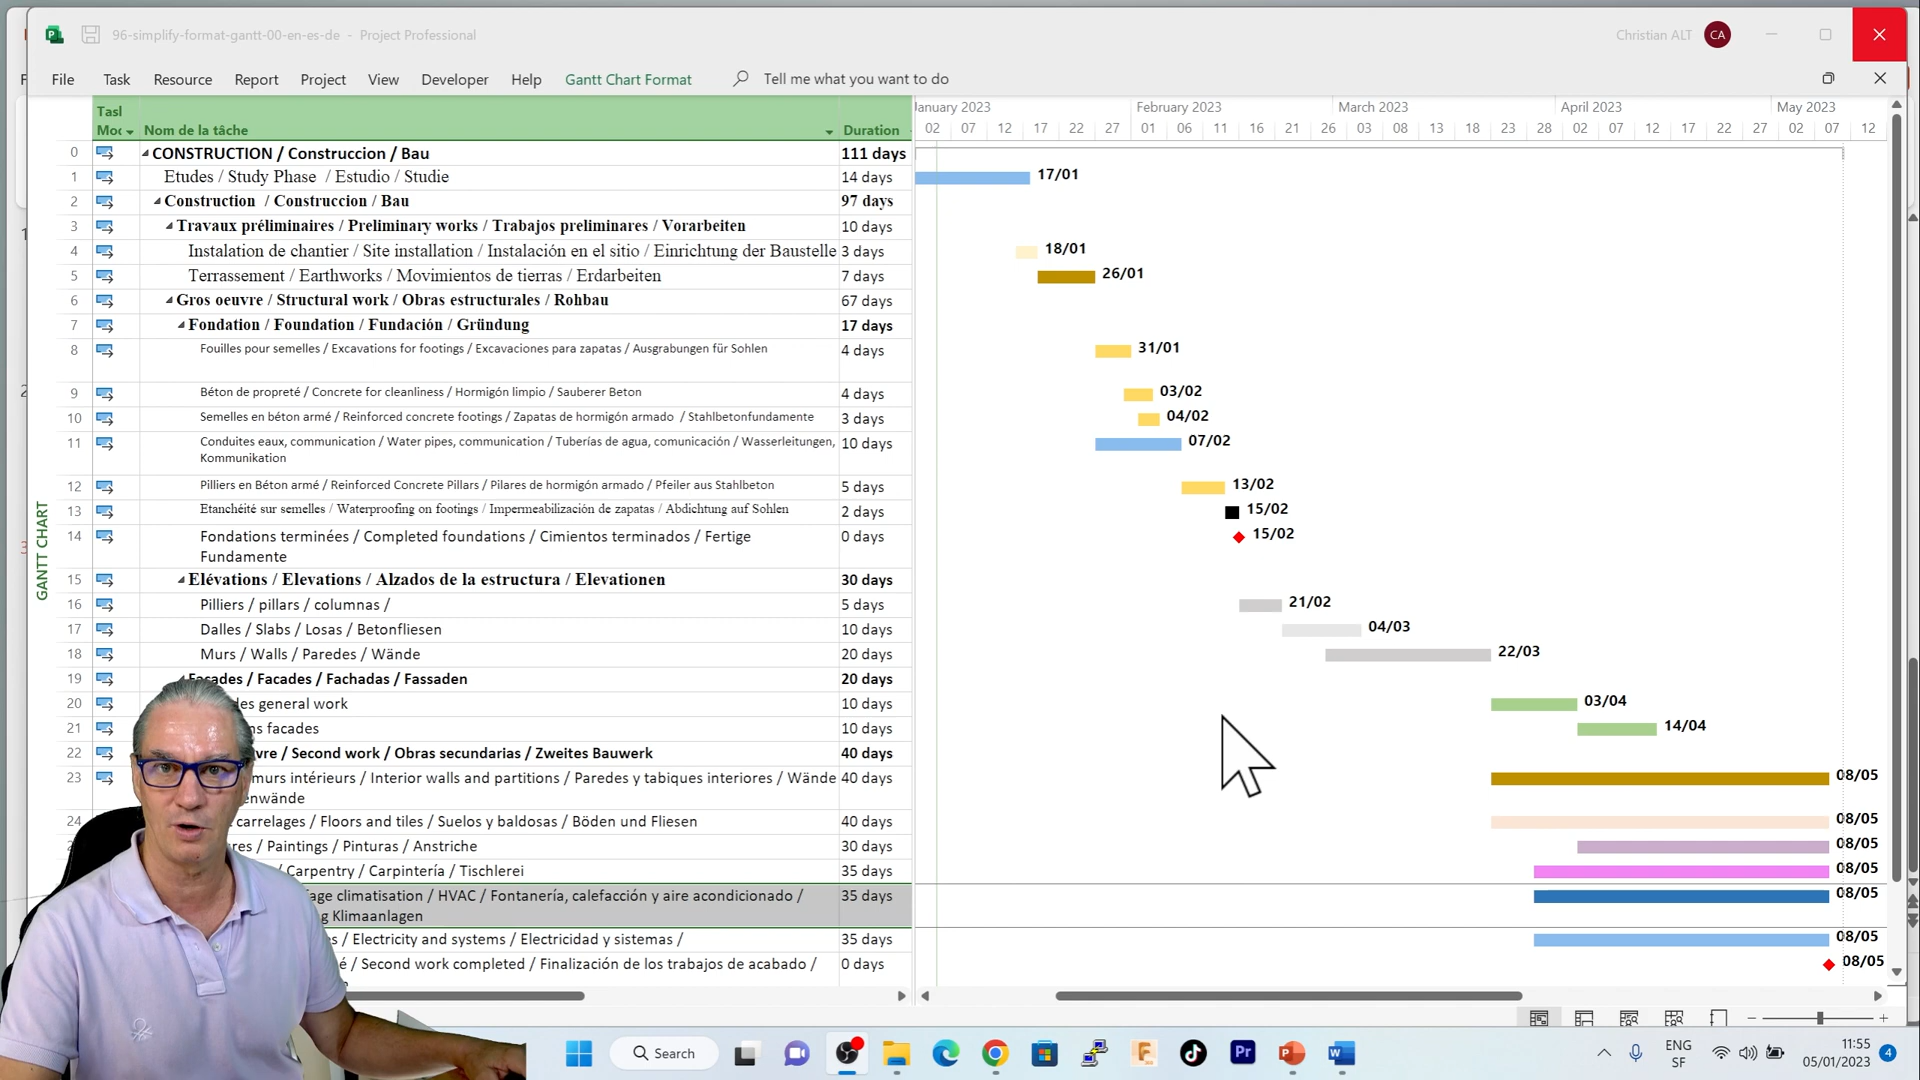 96-simplify-format-gantt-00-en-es-de - Project Professional
Christian ALT CA
File Task Resource Report Project View Developer Help Gantt Chart Format Tell me what you want to do
Nom de la tâche Duration
January 2023 February 2023 March 2023 April 2023 May 2023
02 07 12 17 22 27 01 06 11 16 21 26 03 08 13 18 23 28 02 07 12 17 22 27 02 07 12
0 CONSTRUCTION / Construccion / Bau 111 days
1 Etudes / Study Phase / Estudio / Studie 14 days 17/01
2 Construction / Construccion / Bau 97 days
3 Travaux préliminaires / Preliminary works / Trabajos preliminares / Vorarbeiten 10 days
4 Instalation de chantier / Site installation / Instalación en el sitio / Einrichtung der Baustelle 3 days 18/01
5 Terrassement / Earthworks / Movimientos de tierras / Erdarbeiten 7 days 26/01
6 Gros oeuvre / Structural work / Obras estructurales / Rohbau 67 days
7 Fondation / Foundation / Fundación / Gründung 17 days
8 Fouilles pour semelles / Excavations for footings / Excavaciones para zapatas / Ausgrabungen für Sohlen 4 days 31/01
9 Béton de propreté / Concrete for cleanliness / Hormigón limpio / Sauberer Beton 4 days 03/02
10 Semelles en béton armé / Reinforced concrete footings / Zapatas de hormigón armado / Stahlbetonfundamente 3 days 04/02
11 Conduites eaux, communication / Water pipes, communication / Tuberías de agua, comunicación / Wasserleitungen, 10 days 07/02
Kommunikation
12 Pilliers en Béton armé / Reinforced Concrete Pillars / Pilares de hormigón armado / Pfeiler aus Stahlbeton 5 days 13/02
13 Etanchéité sur semelles / Waterproofing on footings / Impermeabilización de zapatas / Abdichtung auf Sohlen 2 days 15/02
14 Fondations terminées / Completed foundations / Cimientos terminados / Fertige 0 days 15/02
Fundamente
15 Elévations / Elevations / Alzados de la estructura / Elevationen 30 days
16 Pilliers / pillars / columnas / 5 days 21/02
17 Dalles / Slabs / Losas / Betonfliesen 10 days 04/03
18 Murs / Walls / Paredes / Wände 20 days 22/03
19 Facades / Facades / Fachadas / Fassaden 20 days
20 general work 10 days 03/04
21 facades 10 days 14/04
22 / Second work / Obras secundarias / Zweites Bauwerk 40 days
23 murs intérieurs / Interior walls and partitions / Paredes y tabiques interiores / Wände 40 days 08/05
24 carrelages / Floors and tiles / Suelos y baldosas / Böden und Fliesen 40 days 08/05
/ Paintings / Pinturas / Anstriche 30 days 08/05
/ Carpentry / Carpintería / Tischlerei 35 days 08/05
climatisation / HVAC / Fontanería, calefacción y aire acondicionado / 35 days 08/05
Klimaanlagen
/ Electricity and systems / Electricidad y sistemas / 35 days 08/05
/ Second work completed / Finalización de los trabajos de acabado / 0 days 08/05
GANTT CHART
Search
Pr
ENG
SF
11:55
05/01/2023
4